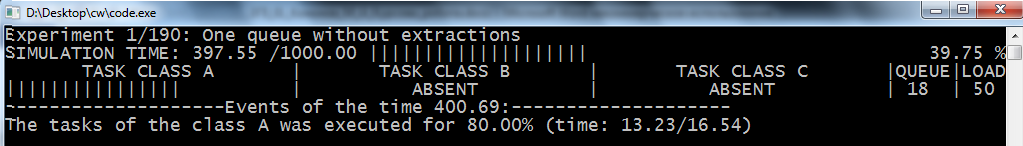 D:\Desktop\cw\code.exe
Experiment 1/190: One queue without extractions
SIMULATION TIME: 397.55 /1000.00 |||||||||||||||||||| 39.75 %
TASK CLASS A | TASK CLASS B | TASK CLASS C |QUEUE|LOAD
|||||||||||||||| | ABSENT | ABSENT | 18 | 50
--------------------Events of the time 400.69:--------------------
The tasks of the class A was executed for 80.00% (time: 13.23/16.54)